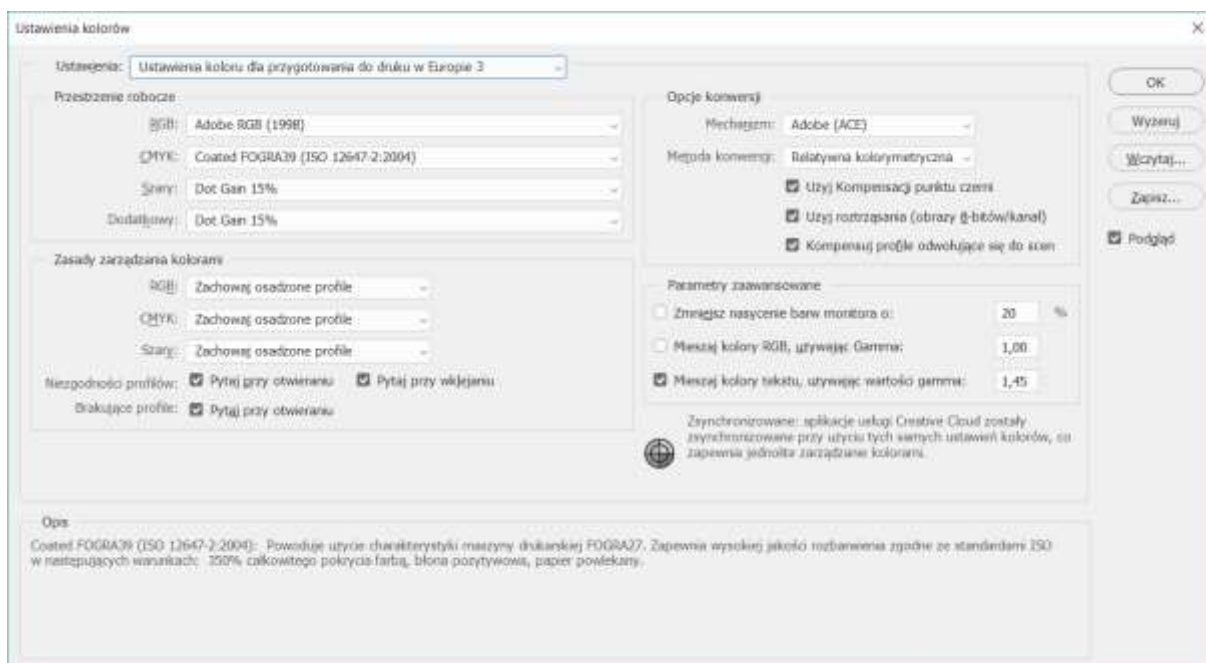 Ustawienia kolorów
Ustawienia: Ustawienia koloru dla przygotowania do druku w Europie 3
Przestrzenie robocze
RGB: Adobe RGB (1998)
CMYK: Coated FOGRA39 (ISO 12647-2:2004)
Szary: Dot Gain 15%
Dodatkowy: Dot Gain 15%
Zasady zarządzania kolorami
RGB: Zachowaj osadzone profile
CMYK: Zachowaj osadzone profile
Szary: Zachowaj osadzone profile
Niezgodności profilów: Pytaj przy otwieraniu Pytaj przy wklejaniu
Brakujące profile: Pytaj przy otwieraniu
Opcje konwersji
Mechanizm: Adobe (ACE)
Metoda konwersji: Relatywna kolorymetryczna
Użyj Kompensacji punktu czerni
Użyj roztrząsania (obrazy 8-bitów/kanał)
Kompensuj profile odwołujące się do scen
Parametry zaawansowane
Zmniejsz nasycenie barw monitora o: 20 %
Mieszaj kolory RGB, używając Gamma: 1,00
Mieszaj kolory tekstu, używając wartości gamma: 1,45
Zsynchronizowane: aplikacje usługi Creative Cloud zostały
zsynchronizowane przy użyciu tych samych ustawień kolorów, co
zapewnia jednolite zarządzanie kolorami.
OK
Wyzeruj
Wczytaj...
Zapisz...
Podgląd
Opis
Coated FOGRA39 (ISO 12647-2:2004): Powoduje użycie charakterystyki maszyny drukarskiej FOGRA27. Zapewnia wysokiej jakości rozbarwienia zgodne ze standardami ISO
w następujących warunkach: 350% całkowitego pokrycia farbą, błona pozytywowa, papier powlekany.